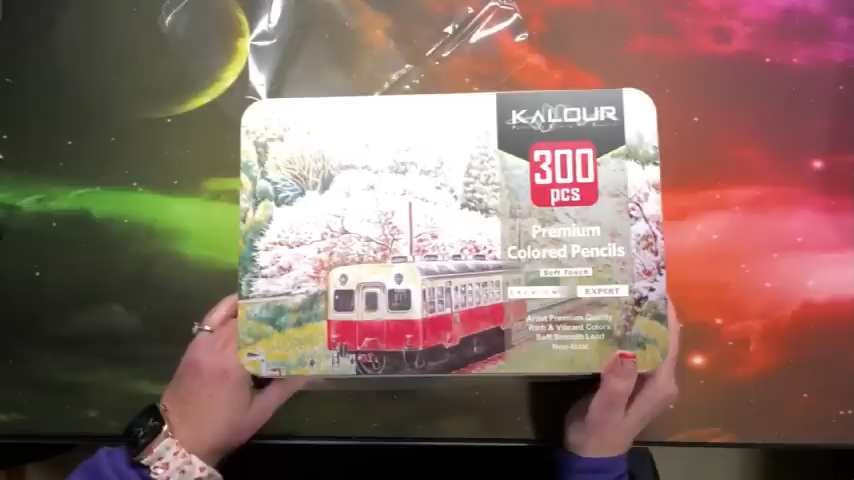 KALOUR
300
pcs
Premium
Colored Pencils
Soft Touch
EXPERT
Artist Premium Quality
Rich & Vibrant Colors
Soft Smooth Lead
Non-toxic